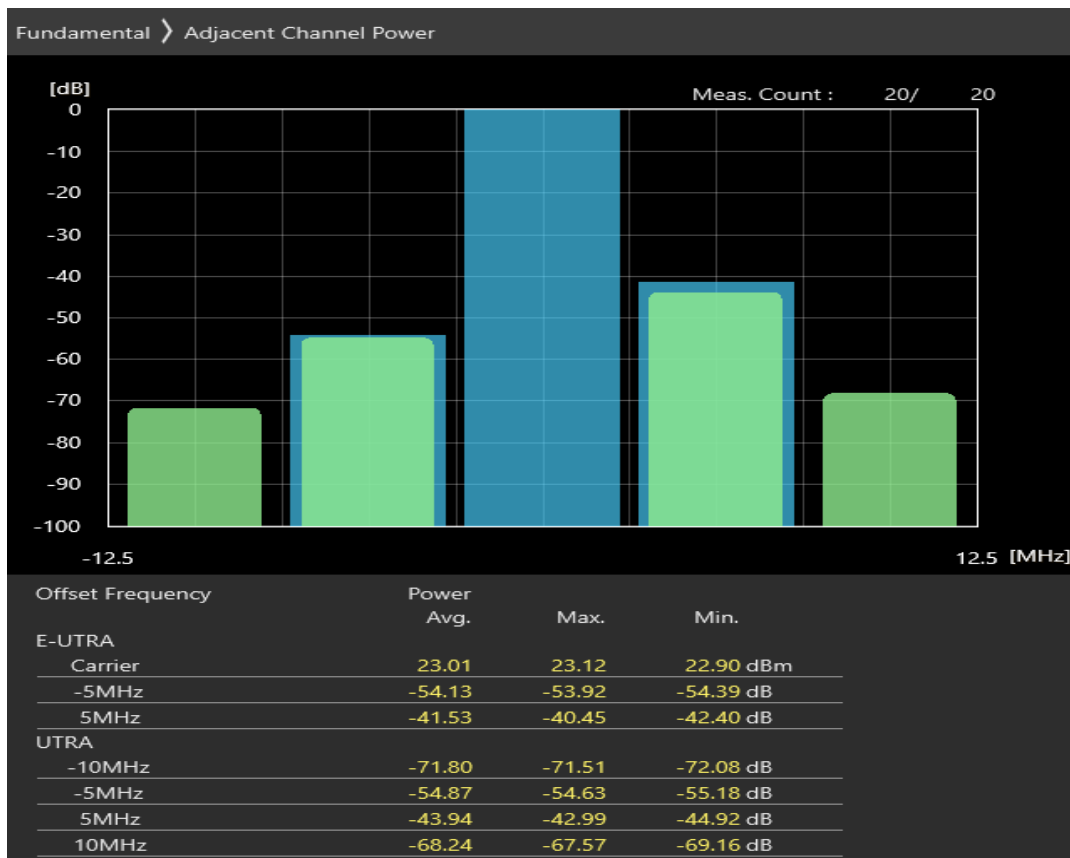 Fundamental 〉 Adjacent Channel Power
[dB]
Meas. Count : 20/ 20
0
-10
-20
-30
-40
-50
-60
-70
-80
-90
-100
-12.5 12.5 [MHz]
Offset Frequency Power
Avg. Max. Min.
E-UTRA
Carrier 23.01 23.12 22.90 dBm
-5MHz -54.13 -53.92 -54.39 dB
5MHz -41.53 -40.45 -42.40 dB
UTRA
-10MHz -71.80 -71.51 -72.08 dB
-5MHz -54.87 -54.63 -55.18 dB
5MHz -43.94 -42.99 -44.92 dB
10MHz -68.24 -67.57 -69.16 dB